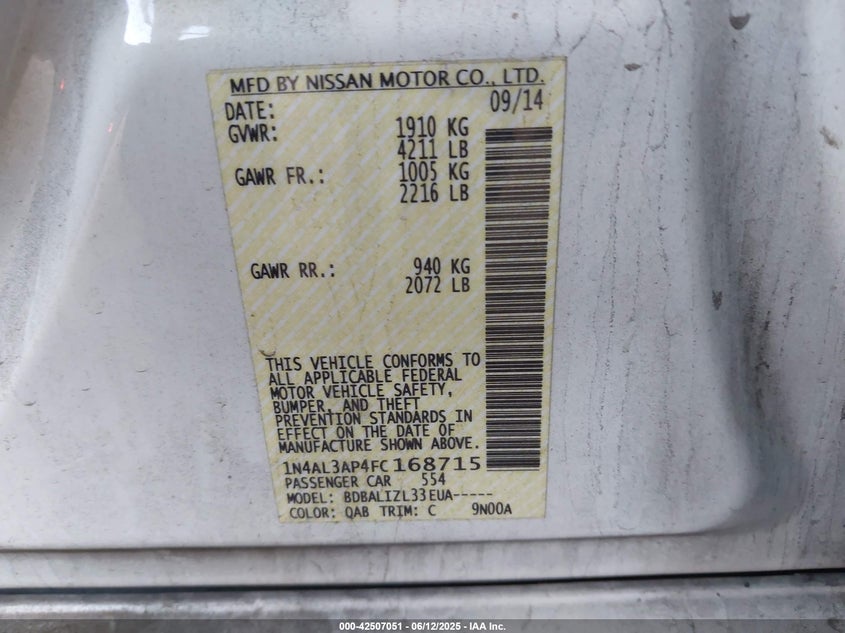 MFD BY NISSAN MOTOR CO., LTD.
DATE: 09/14
GVWR: 1910 KG
4211 LB
GAWR FR.: 1005 KG
2216 LB
GAWR RR.: 940 KG
2072 LB
THIS VEHICLE CONFORMS TO
ALL APPLICABLE FEDERAL
MOTOR VEHICLE SAFETY,
BUMPER, AND THEFT
PREVENTION STANDARDS IN
EFFECT ON THE DATE OF
MANUFACTURE SHOWN ABOVE.
1N4AL3AP4FC168715
PASSENGER CAR 554
MODEL: BDBALIZL33EUA-----
COLOR: QAB TRIM: C 9N00A
000-42507051 - 06/12/2025 - IAA Inc.